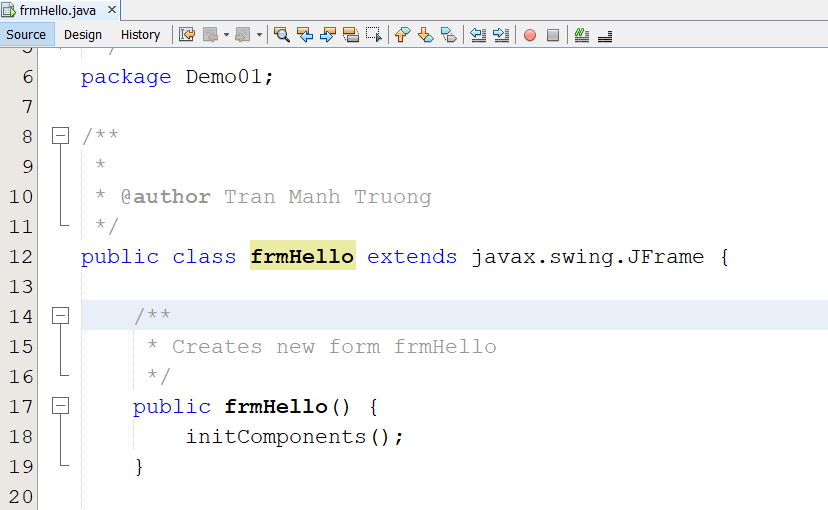 frmHello.java
Source Design History
6 package Demo01;
7
8 /**
9 *
10 * @author Tran Manh Truong
11 */
12 public class frmHello extends javax.swing.JFrame {
13
14 /**
15 * Creates new form frmHello
16 */
17 public frmHello() {
18 initComponents();
19 }
20